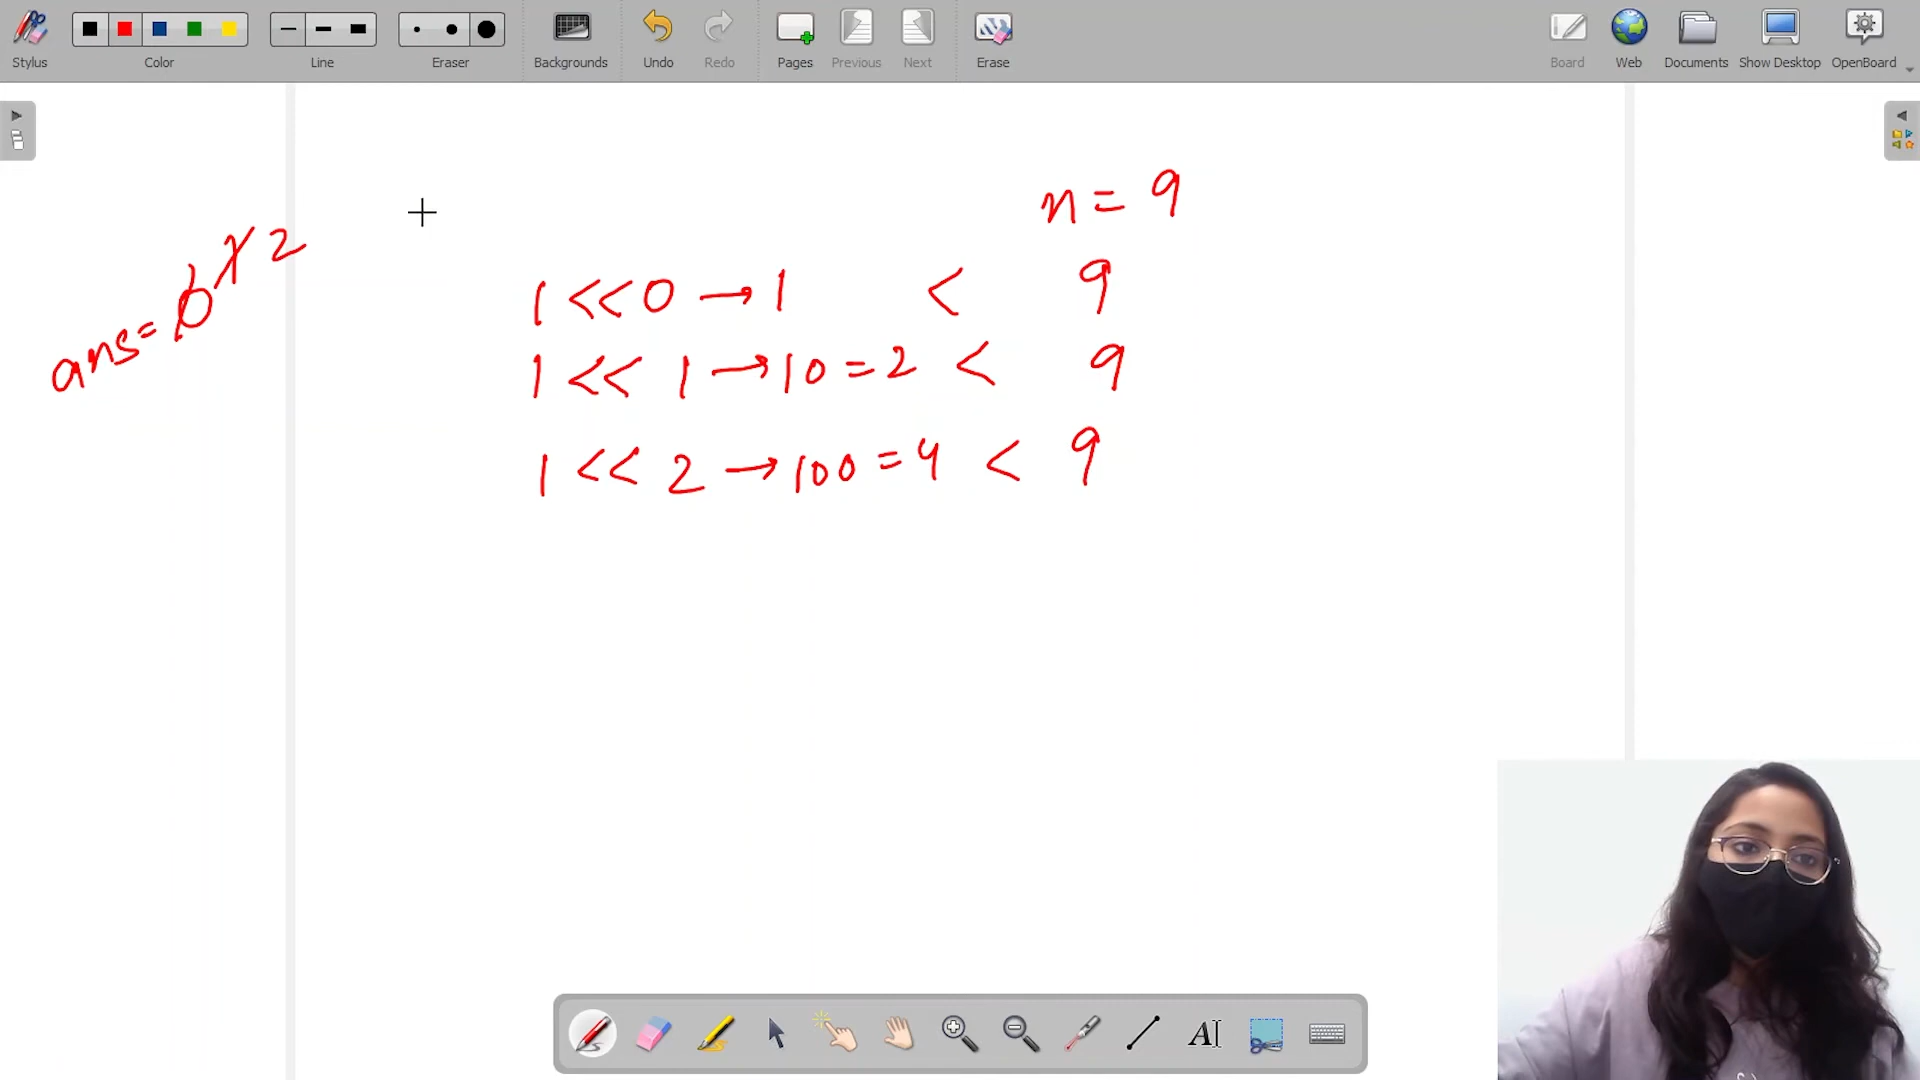 Stylus
Color
Line
Eraser
Backgrounds
Undo
Redo
Pages
Previous
Next
Erase
Board
Web
Documents
Show Desktop
OpenBoard
n = 9
1 << 0 → 1 < 9
1 << 1 → 10 = 2 < 9
1 << 2 → 100 = 4 < 9
ans = 0 1 2